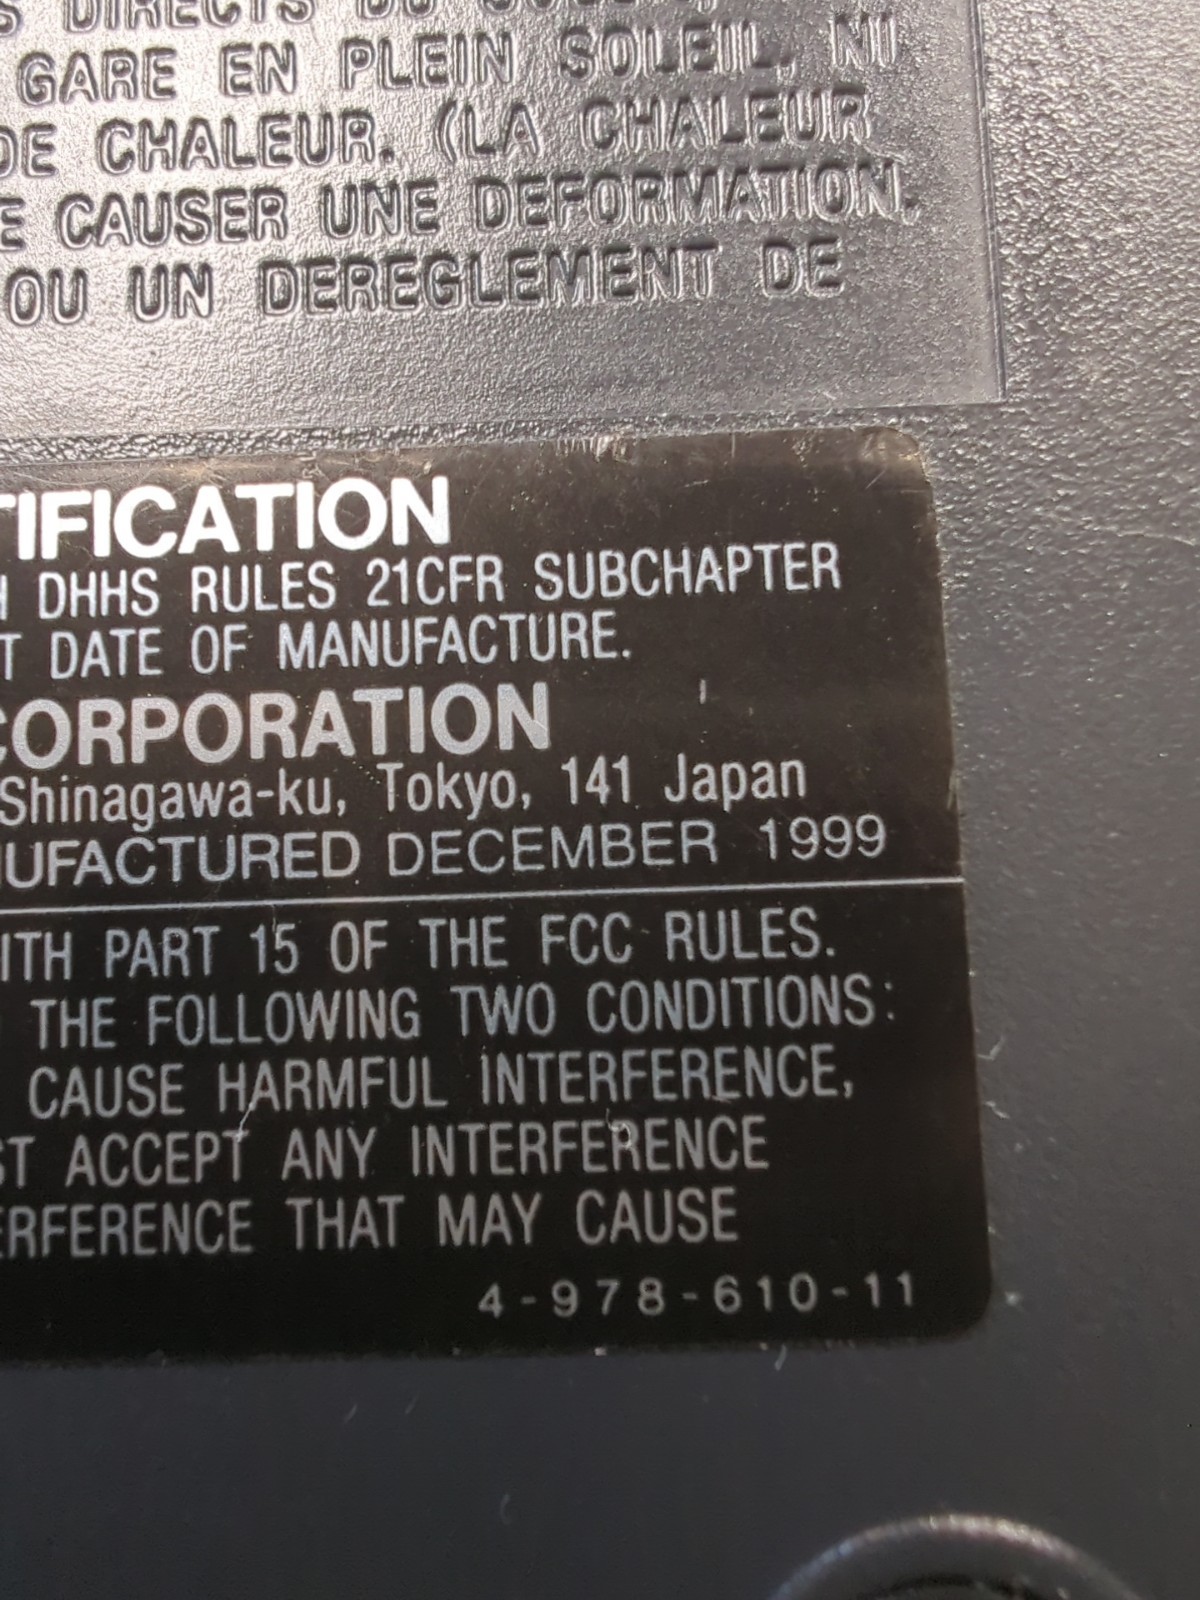 S DIRECTS DU
GARE EN PLEIN SOLEIL, NI
DE CHALEUR. (LA CHALEUR
E CAUSER UNE DEFORMATION,
OU UN DEREGLEMENT DE
TIFICATION
H DHHS RULES 21CFR SUBCHAPTER
T DATE OF MANUFACTURE.
CORPORATION
Shinagawa-ku, Tokyo, 141 Japan
NUFACTURED DECEMBER 1999
ITH PART 15 OF THE FCC RULES.
THE FOLLOWING TWO CONDITIONS:
CAUSE HARMFUL INTERFERENCE,
ST ACCEPT ANY INTERFERENCE
ERFERENCE THAT MAY CAUSE
4-978-610-11